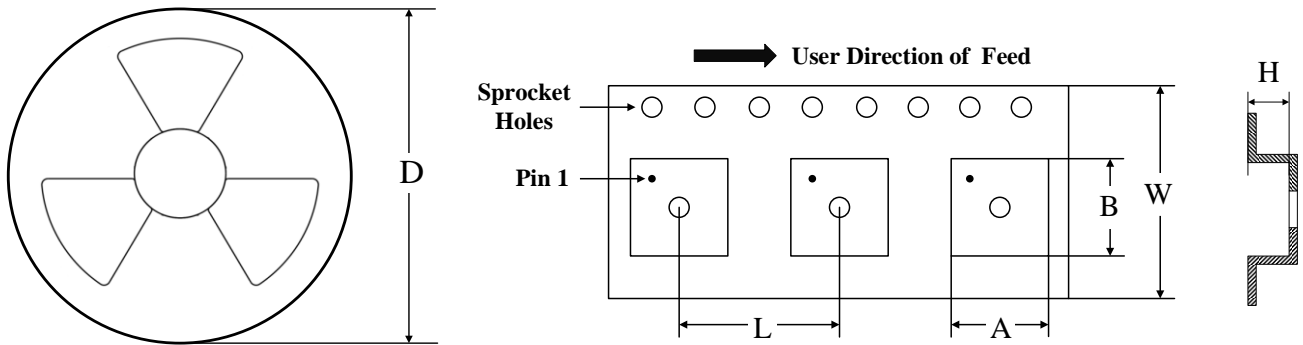 User Direction of Feed
Sprocket
Holes
Pin 1
D
L
A
B
W
H